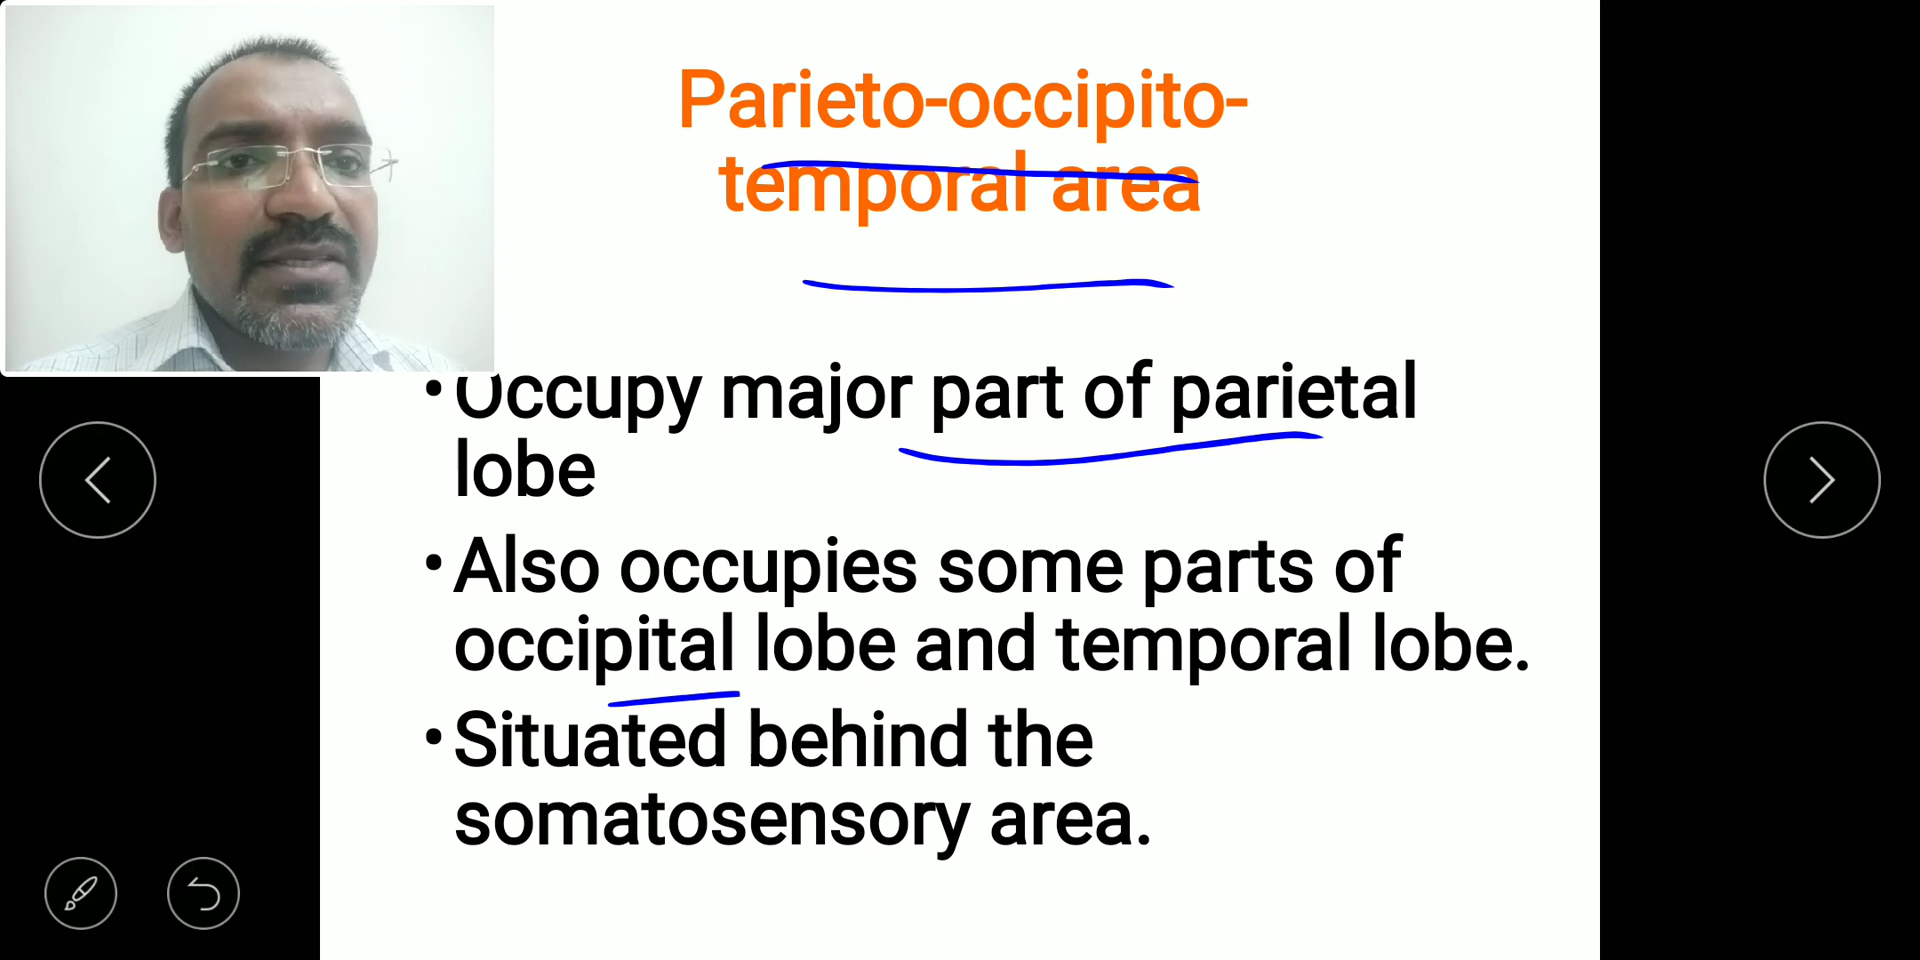 Parieto-occipito-
temporal area
• Occupy major part of parietal
lobe
• Also occupies some parts of
occipital lobe and temporal lobe.
• Situated behind the
somatosensory area.